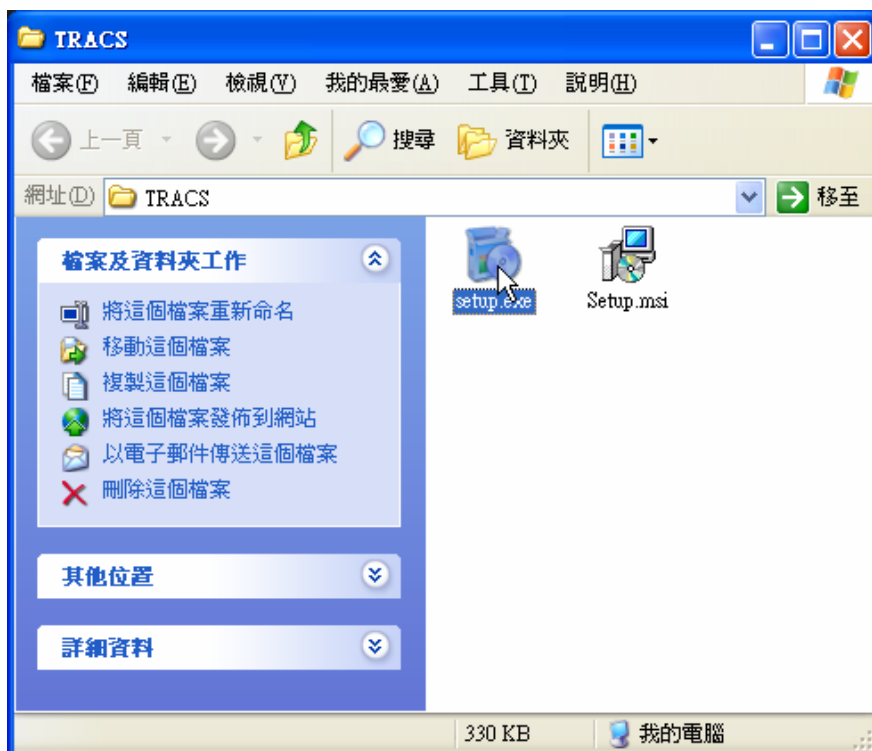 TRACS
檔案(F) 編輯(E) 檢視(V) 我的最愛(A) 工具(T) 說明(H)
上一頁 搜尋 資料夾
網址(D) TRACS 移至
檔案及資料夾工作
將這個檔案重新命名
移動這個檔案
複製這個檔案
將這個檔案發佈到網站
以電子郵件傳送這個檔案
刪除這個檔案
其他位置
詳細資料
setup.exe Setup.msi
330 KB 我的電腦